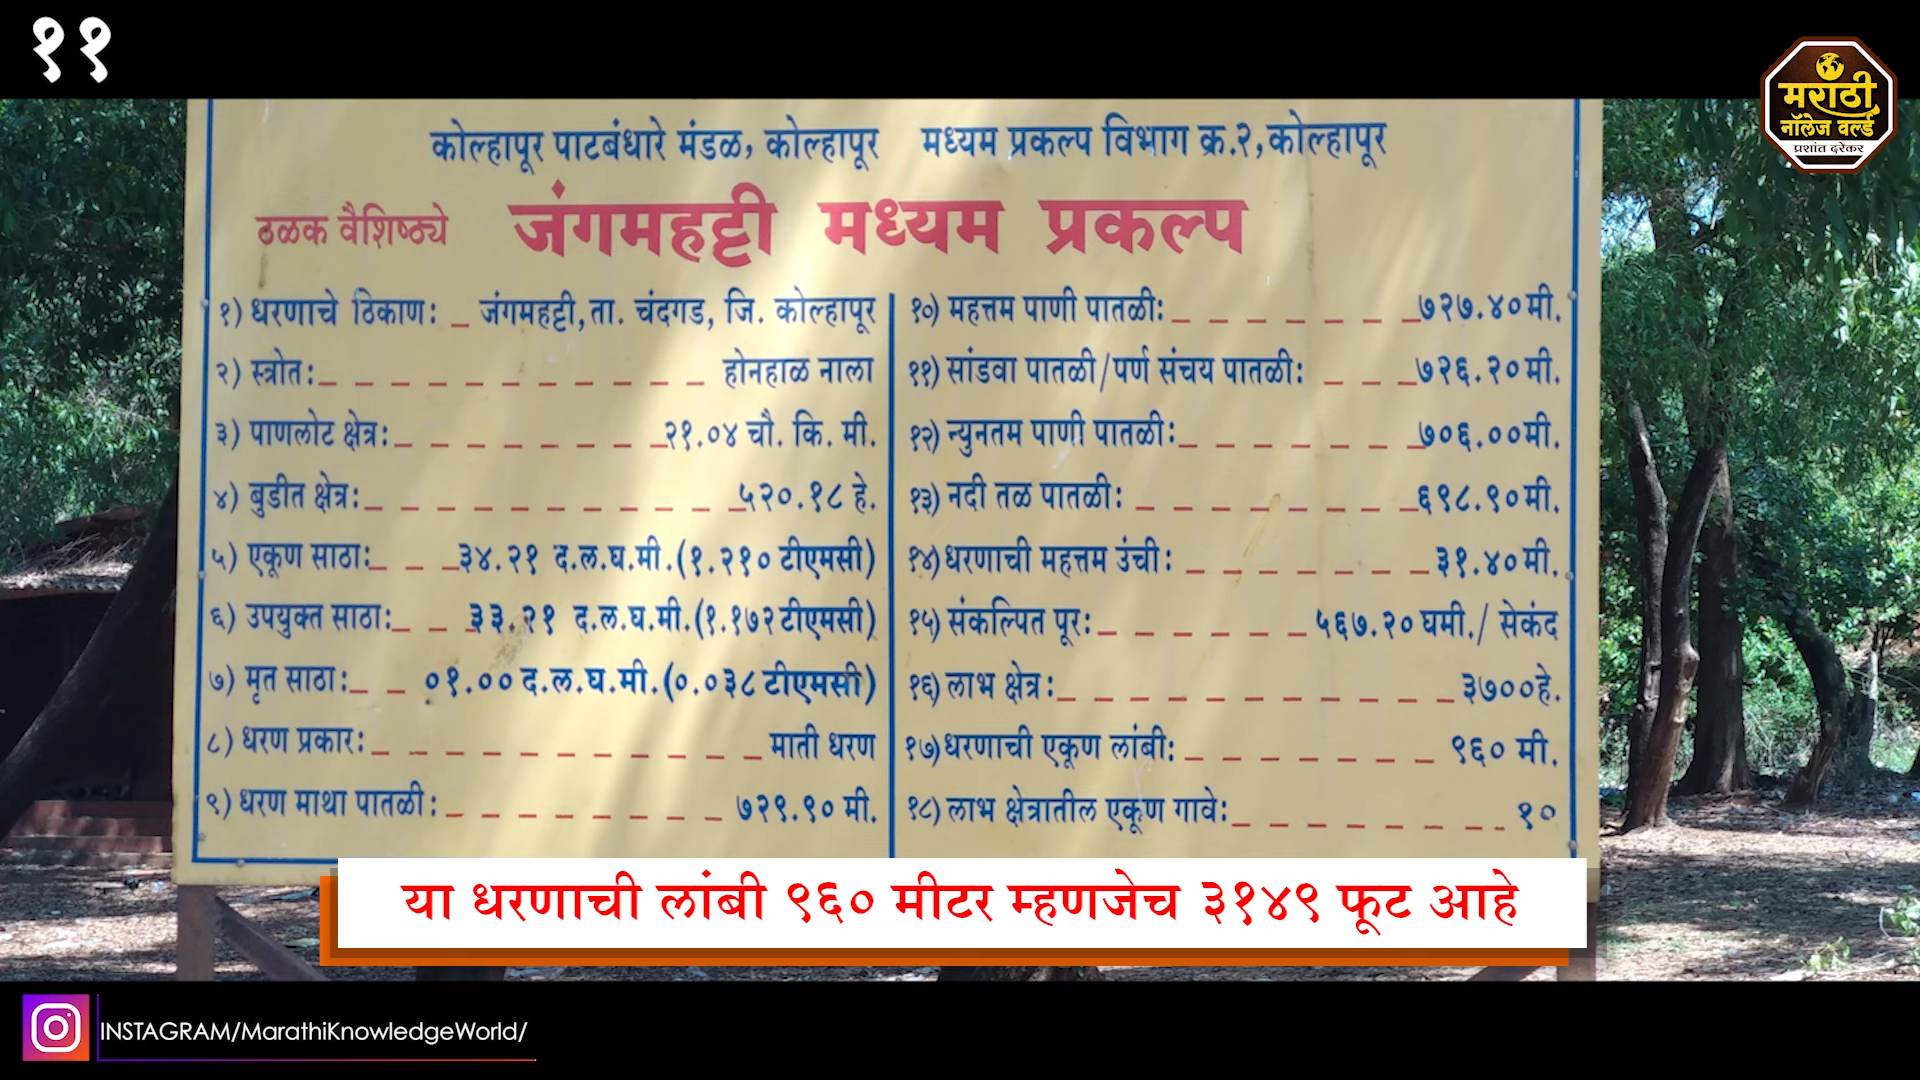 ११
मराठी
नॉलेज वर्ल्ड
प्रशांत दरेकर
कोल्हापूर पाटबंधारे मंडळ, कोल्हापूर मध्यम प्रकल्प विभाग क्र.२, कोल्हापूर
ठळक वैशिष्ठ्ये जंगमहट्टी मध्यम प्रकल्प
१) धरणाचे ठिकाण: _ जंगमहट्टी, ता. चंदगड, जि. कोल्हापूर
२) स्त्रोत: होनहाळ नाला
३) पाणलोट क्षेत्र: २१.०४ चौ. कि. मी.
४) बुडीत क्षेत्र: ५२०.१८ हे.
५) एकूण साठा: ३४.२१ द.ल.घ.मी.(१.२१० टीएमसी)
६) उपयुक्त साठा: ३३.२१ द.ल.घ.मी.(१.१७२ टीएमसी)
७) मृत साठा: ०१.०० द.ल.घ.मी.(०.०३८ टीएमसी)
८) धरण प्रकार: माती धरण
९) धरण माथा पातळी: ७२९.९० मी.
१०) महत्तम पाणी पातळी: ७२७.४० मी.
११) सांडवा पातळी/पर्ण संचय पातळी: ७२६.२० मी.
१२) न्युनतम पाणी पातळी: ७०६.०० मी.
१३) नदी तळ पातळी: ६९८.९० मी.
१४) धरणाची महत्तम उंची: ३१.४० मी.
१५) संकल्पित पूर: ५६७.२० घमी./ सेकंद
१६) लाभ क्षेत्र: ३७०० हे.
१७) धरणाची एकूण लांबी: ९६० मी.
१८) लाभ क्षेत्रातील एकूण गावे: १०
या धरणाची लांबी ९६० मीटर म्हणजेच ३१४९ फूट आहे
INSTAGRAM/MarathiKnowledgeWorld/